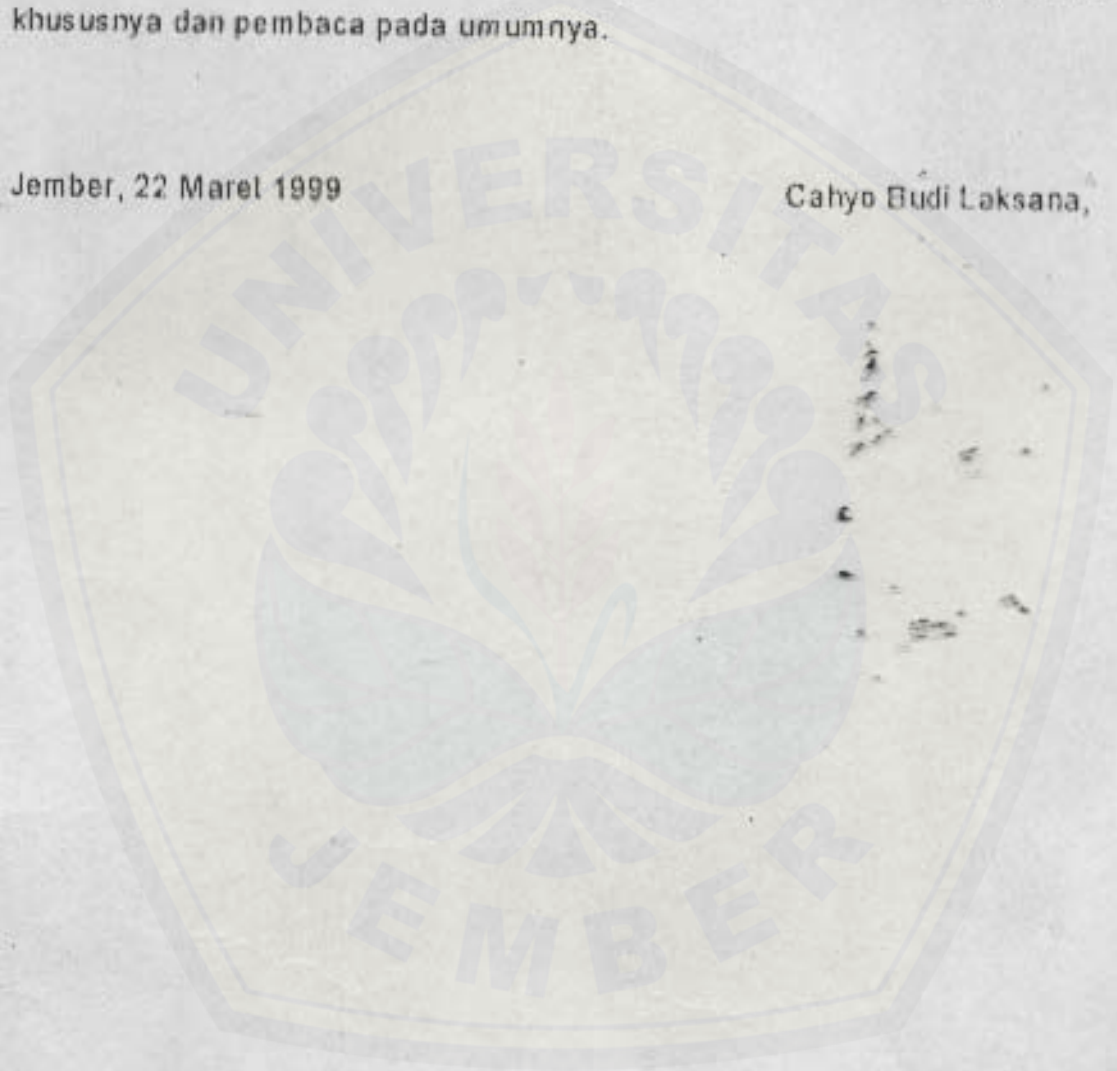 khususnya dan pembaca pada umumnya.
Jember, 22 Maret 1999
Cahyo Budi Laksana,
UNIVERSITAS
JEMBER